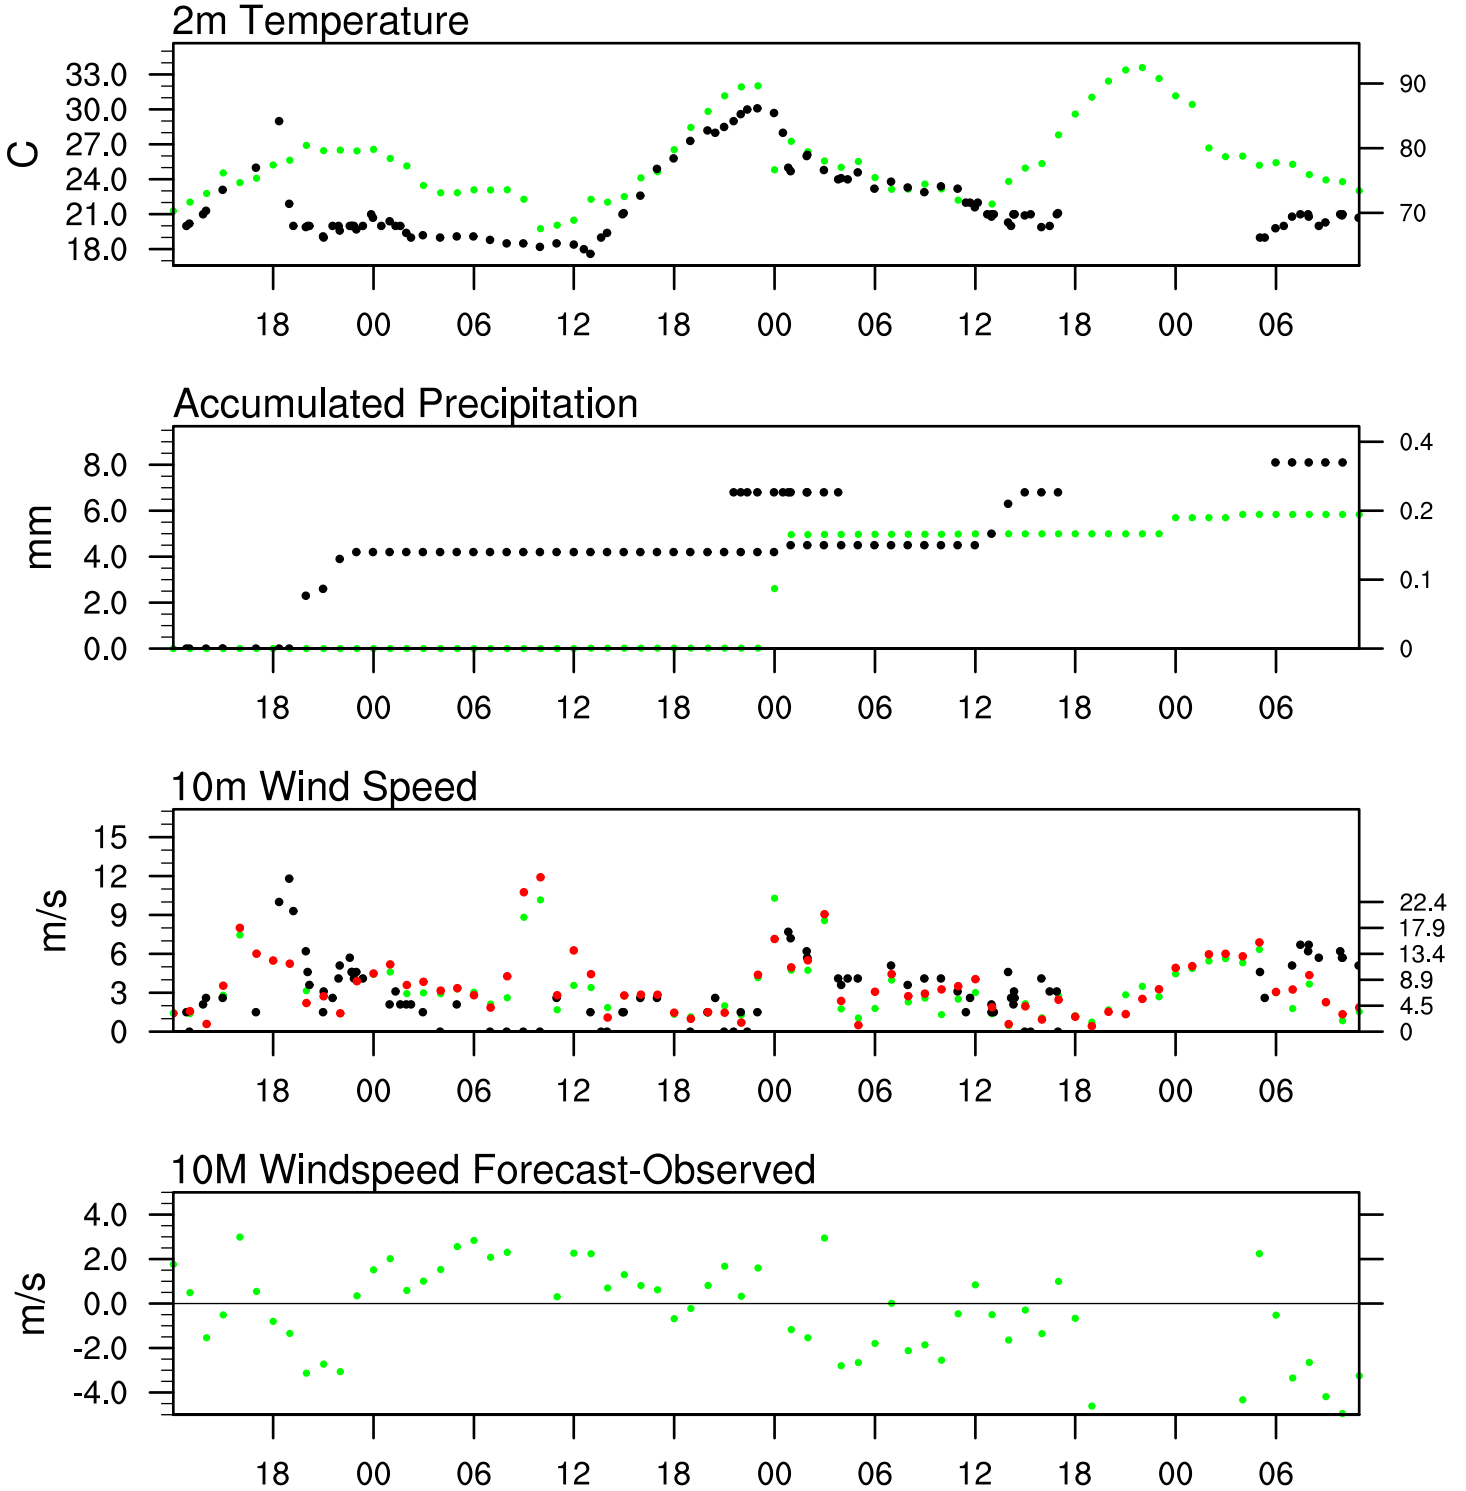 2m Temperature
33.0
30.0
27.0
24.0
21.0
18.0
C
90
80
70
18 00 06 12 18 00 06 12 18 00 06
Accumulated Precipitation
8.0
6.0
4.0
2.0
0.0
mm
0.4
0.2
0.1
0
18 00 06 12 18 00 06 12 18 00 06
10m Wind Speed
15
12
9
6
3
0
m/s
22.4
17.9
13.4
8.9
4.5
0
18 00 06 12 18 00 06 12 18 00 06
10M Windspeed Forecast-Observed
4.0
2.0
0.0
-2.0
-4.0
m/s
18 00 06 12 18 00 06 12 18 00 06